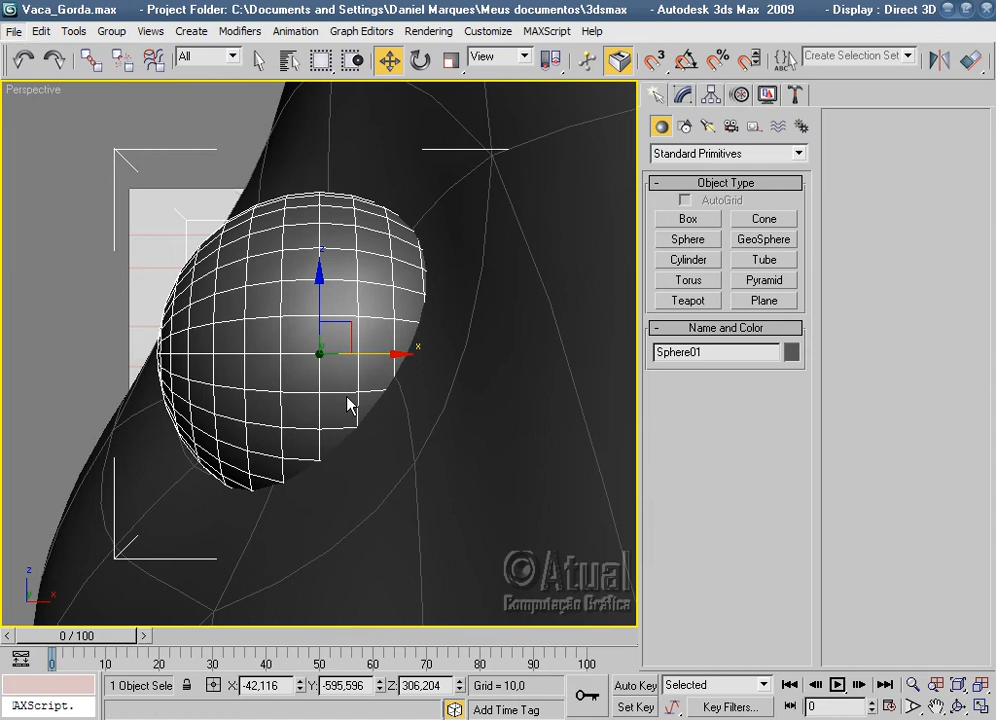 Vaca_Gorda.max - Project Folder: C:\Documents and Settings\Daniel Marques\Meus documentos\3dsmax - Autodesk 3ds Max 2009 - Display : Direct 3D
File Edit Tools Group Views Create Modifiers Animation Graph Editors Rendering Customize MAXScript Help
All View Create Selection Set
Perspective
Standard Primitives
- Object Type
AutoGrid
Box Cone
Sphere GeoSphere
Cylinder Tube
Torus Pyramid
Teapot Plane
- Name and Color
Sphere01
z
x
y
z
x
y
©Atual
Computação Gráfica
< 0 / 100 >
0 10 20 30 40 50 60 70 80 90 100
1 Object Sele X: -42,116 Y: -595,596 Z: 306,204 Grid = 10,0 Auto Key Selected
AXScript. Add Time Tag Set Key Key Filters... 0